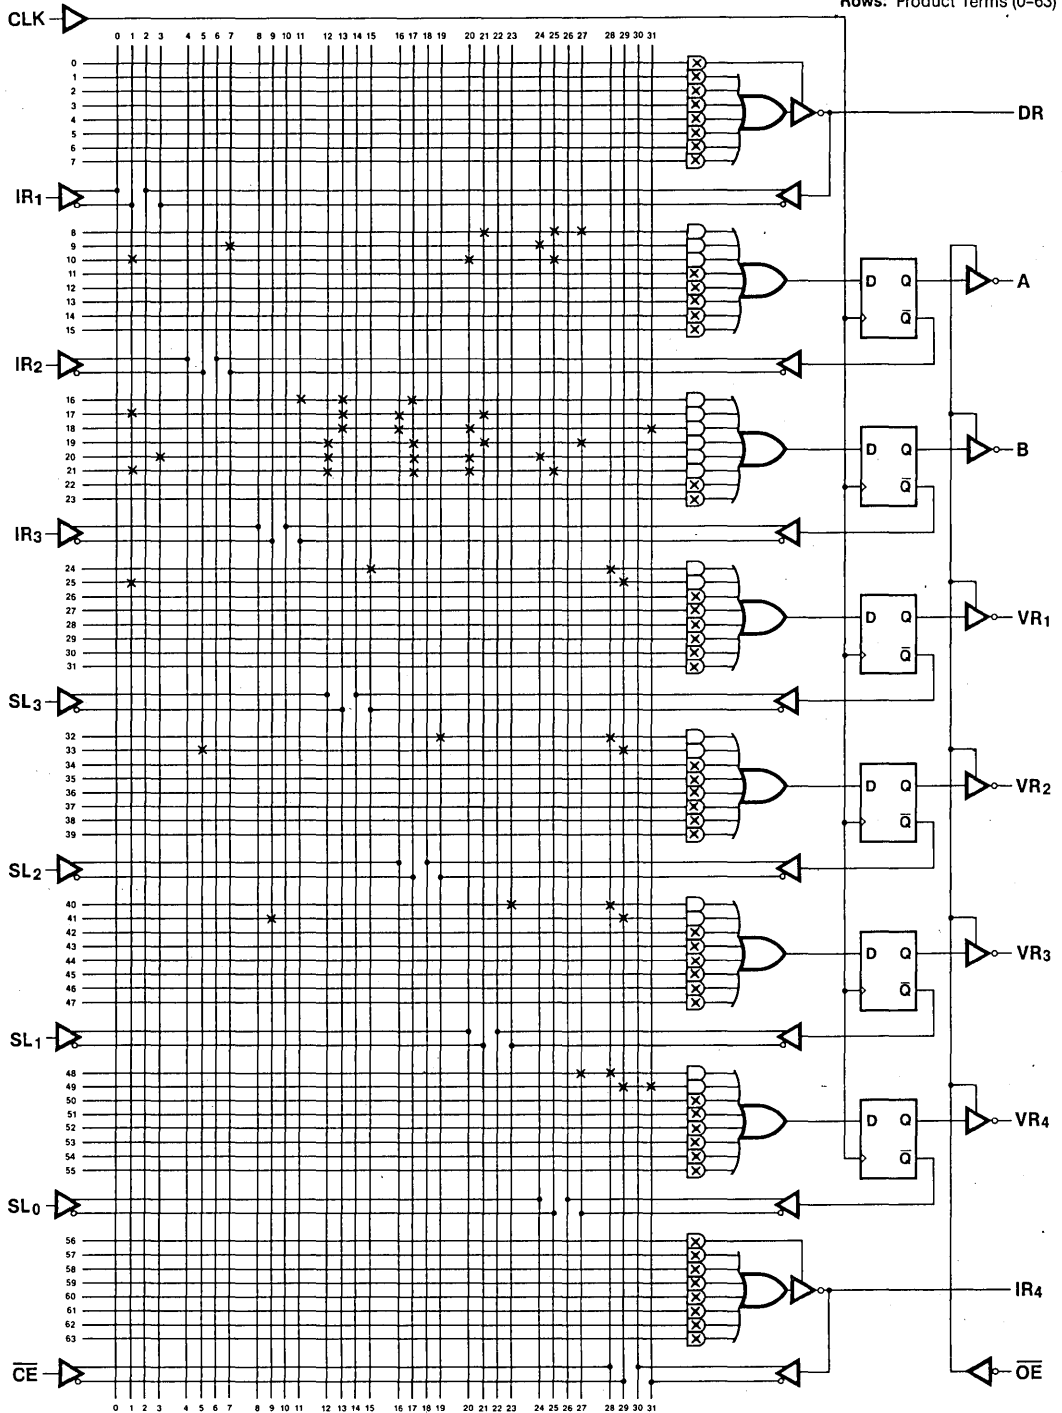 Rows: Product Terms (0–63)
CLK
0 1 2 3 4 5 6 7 8 9 10 11 12 13 14 15 16 17 18 19 20 21 22 23 24 25 26 27 28 29 30 31
0
1
2
3
4
5
6
7
DR
IR1
8
9
10
11
12
13
14
15
D Q
Q̅
A
IR2
16
17
18
19
20
21
22
23
D Q
Q̅
B
IR3
24
25
26
27
28
29
30
31
D Q
Q̅
VR1
SL3
32
33
34
35
36
37
38
39
D Q
Q̅
VR2
SL2
40
41
42
43
44
45
46
47
D Q
Q̅
VR3
SL1
48
49
50
51
52
53
54
55
D Q
Q̅
VR4
SL0
56
57
58
59
60
61
62
63
IR4
C̅E̅
O̅E̅
0 1 2 3 4 5 6 7 8 9 10 11 12 13 14 15 16 17 18 19 20 21 22 23 24 25 26 27 28 29 30 31